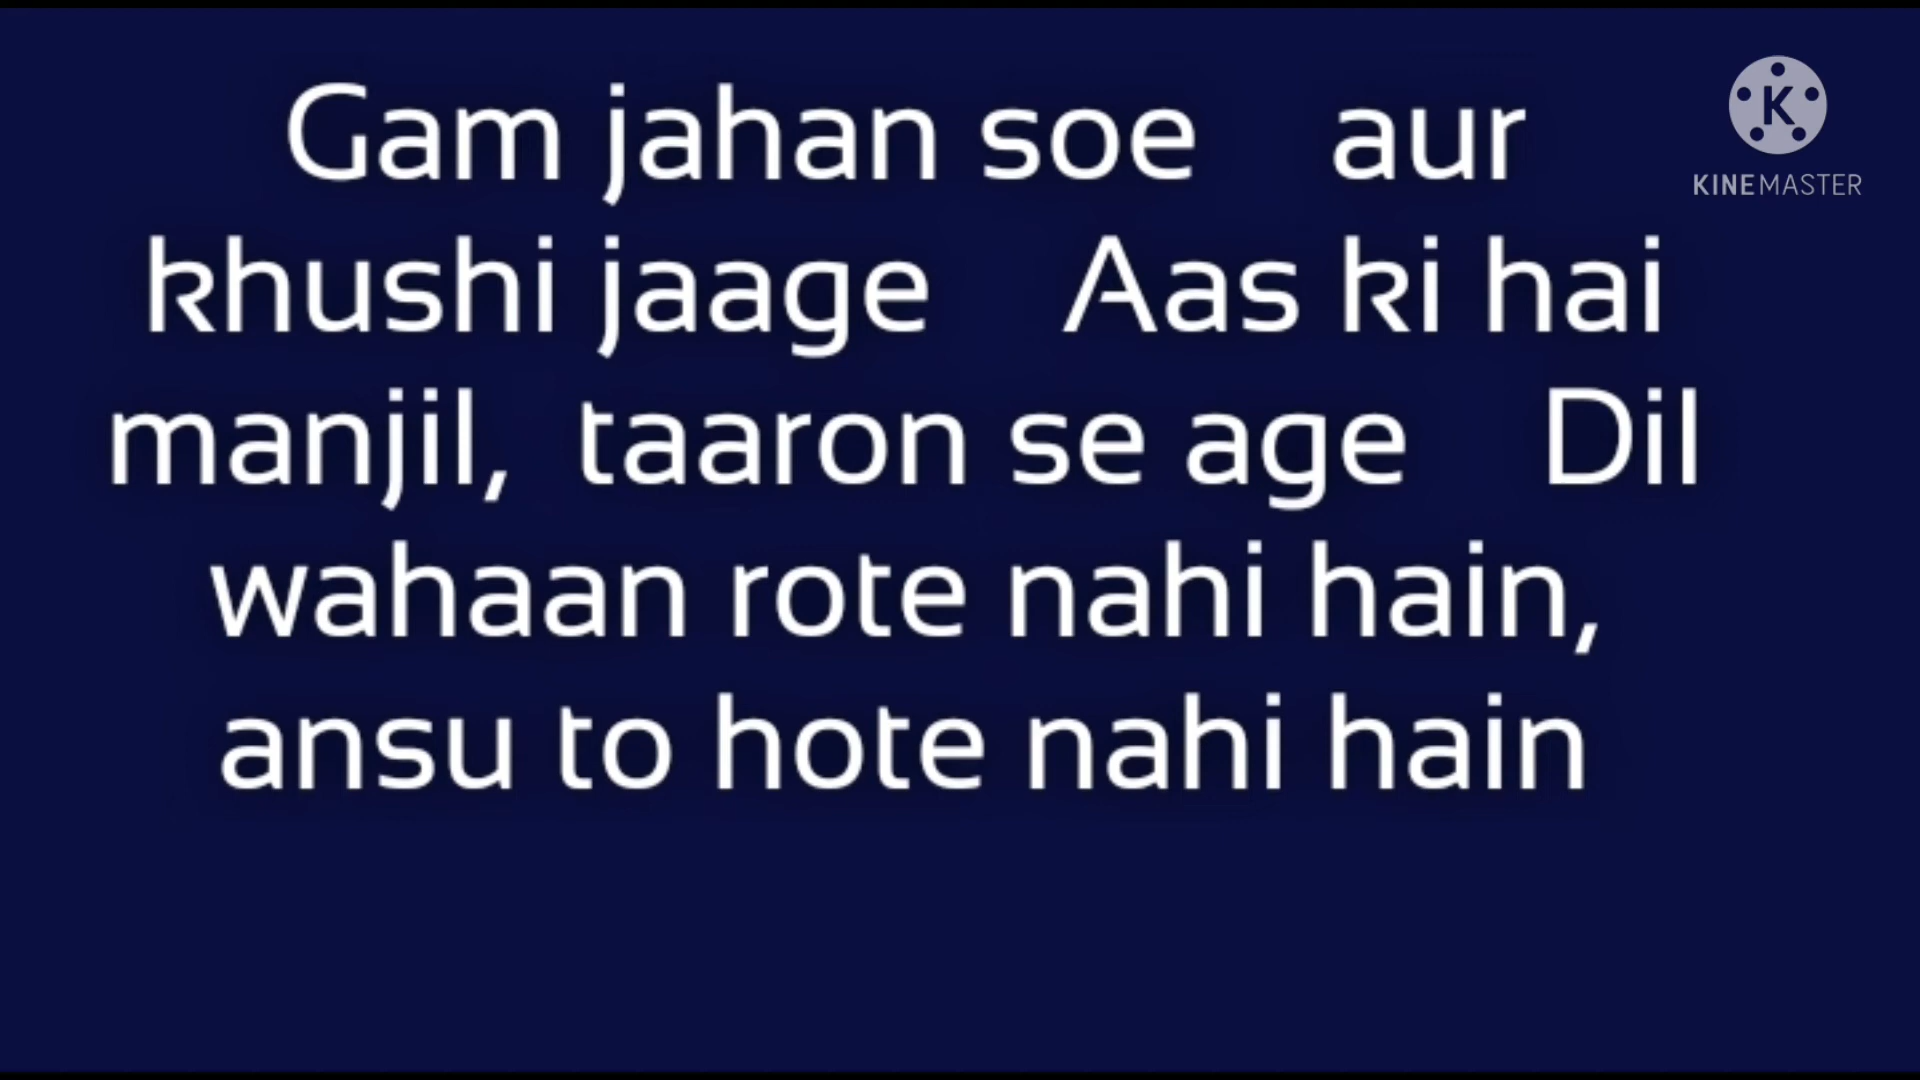 Gam jahan soe aur
khushi jaage Aas ki hai
manjil, taaron se age Dil
wahaan rote nahi hain,
ansu to hote nahi hain
K
KINEMASTER